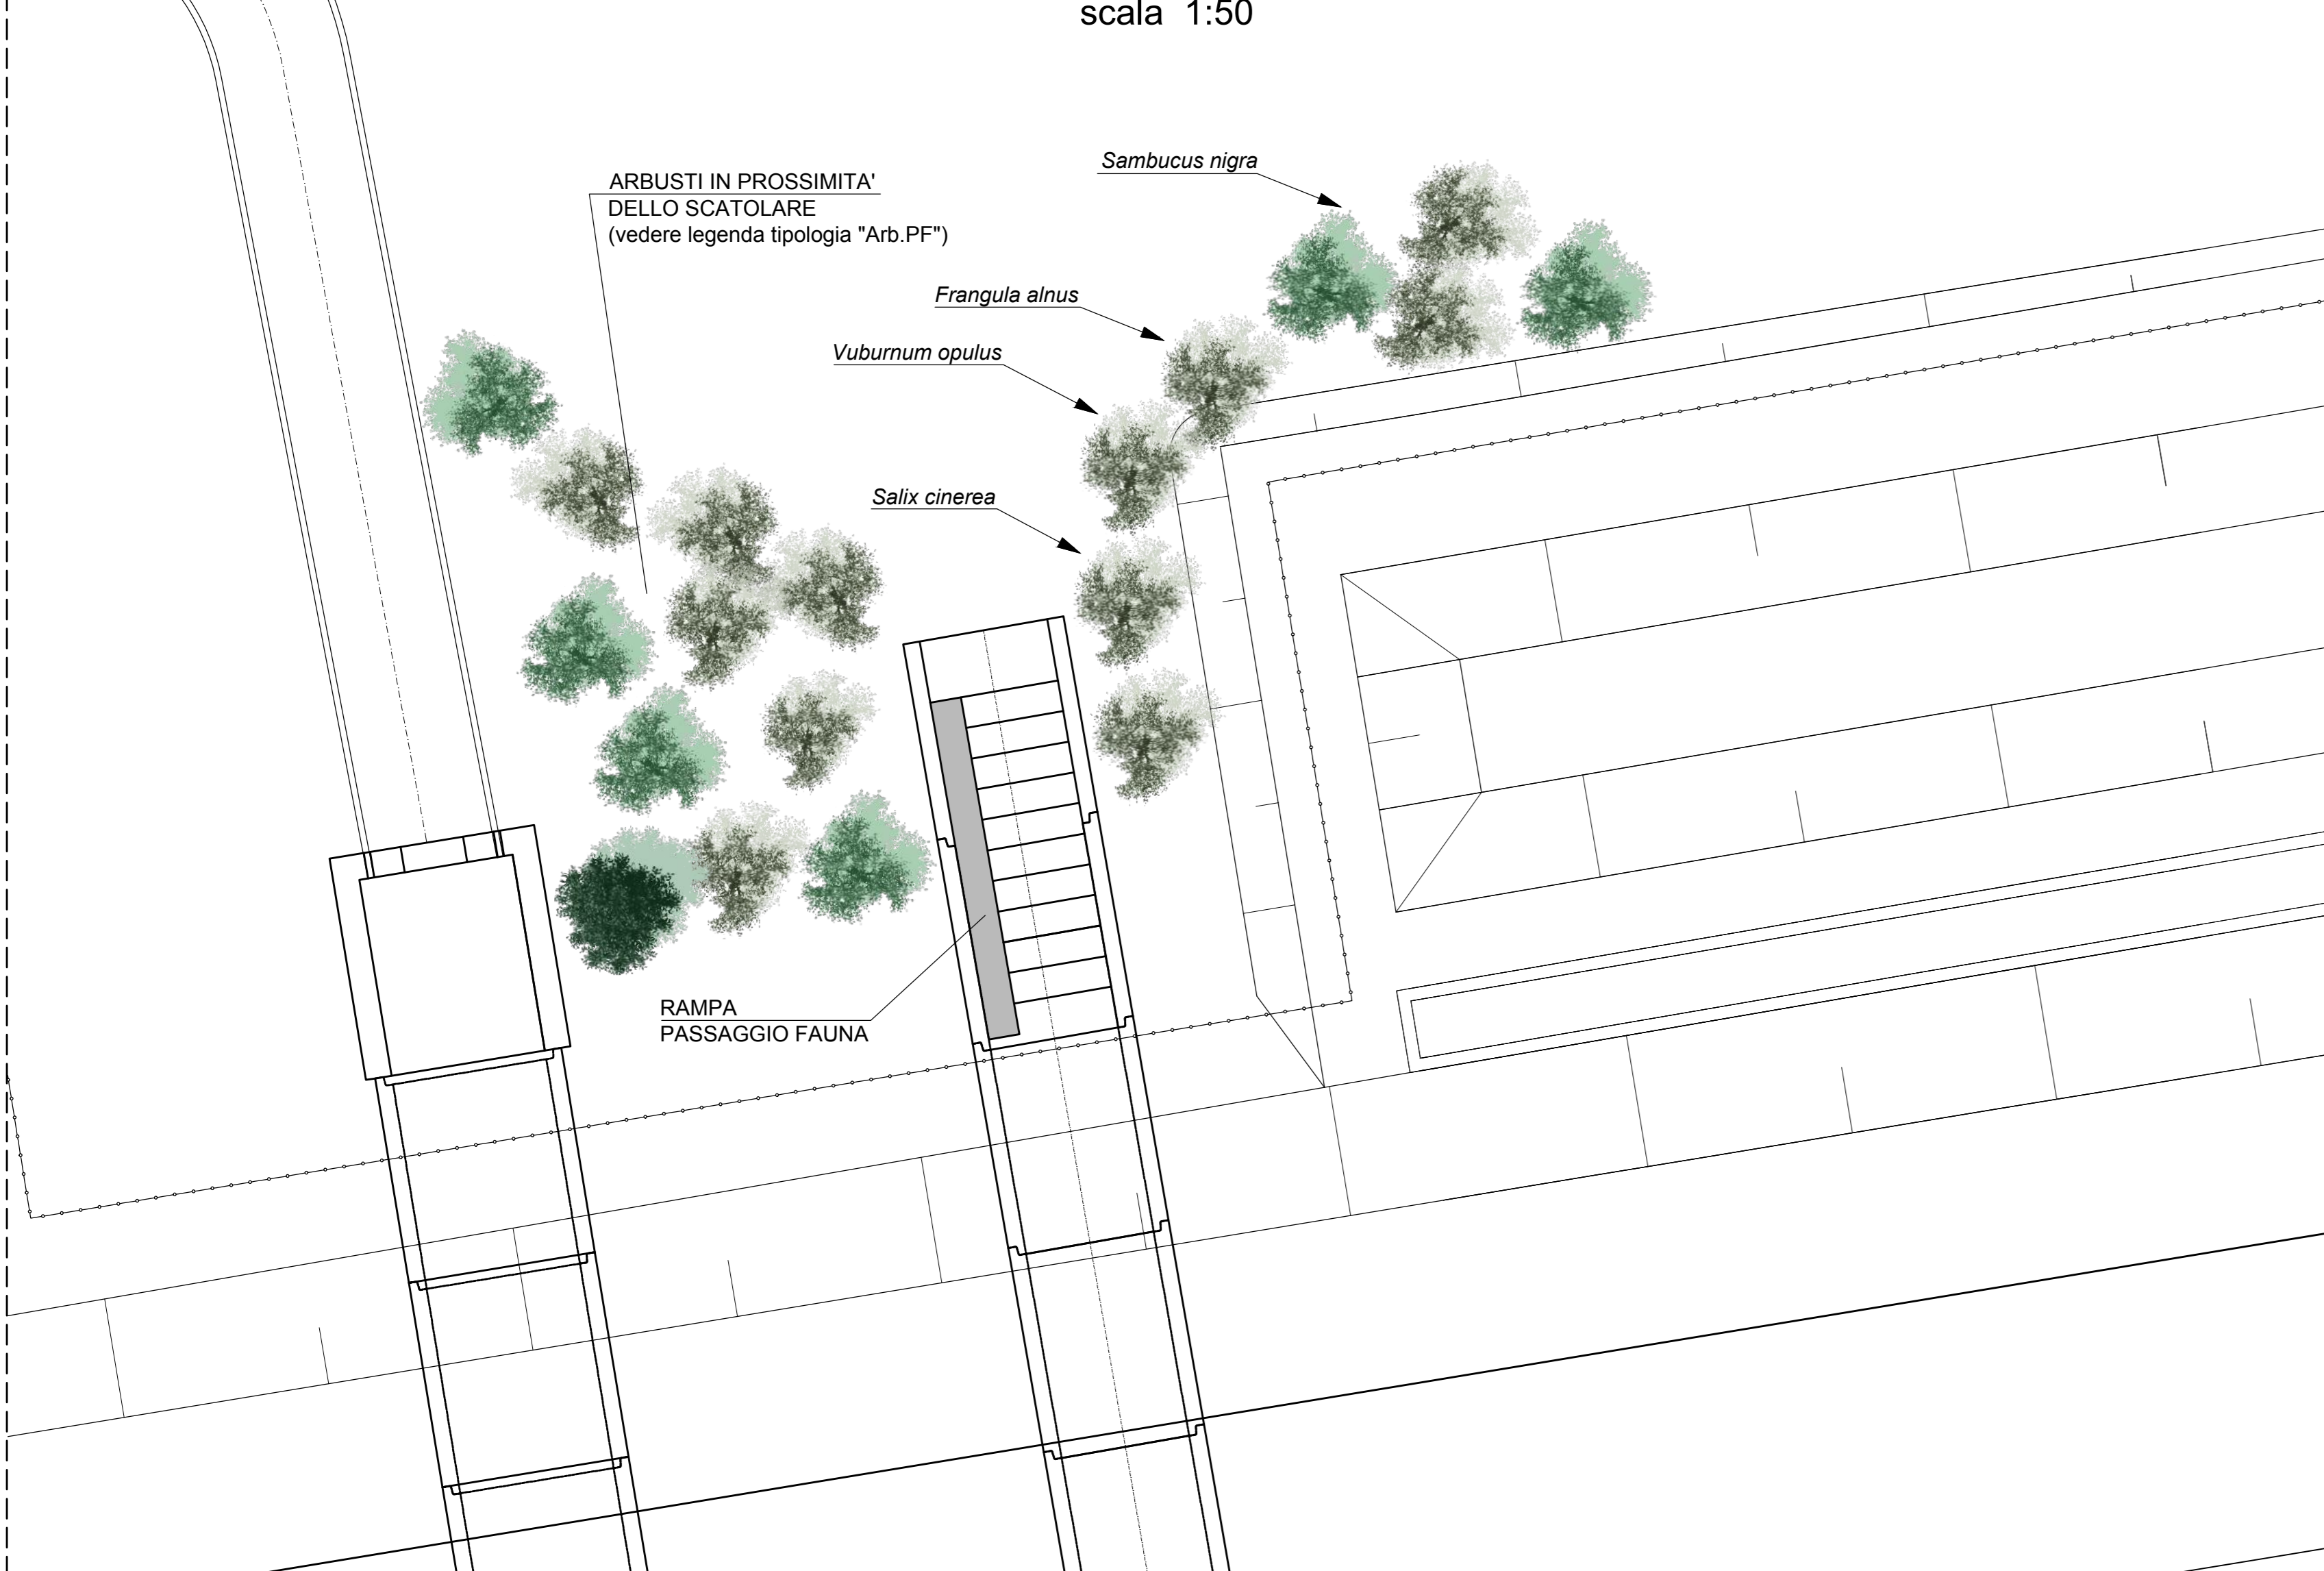 scala 1:50
Sambucus nigra
ARBUSTI IN PROSSIMITA'
DELLO SCATOLARE
(vedere legenda tipologia "Arb.PF")
Frangula alnus
Vuburnum opulus
Salix cinerea
RAMPA
PASSAGGIO FAUNA